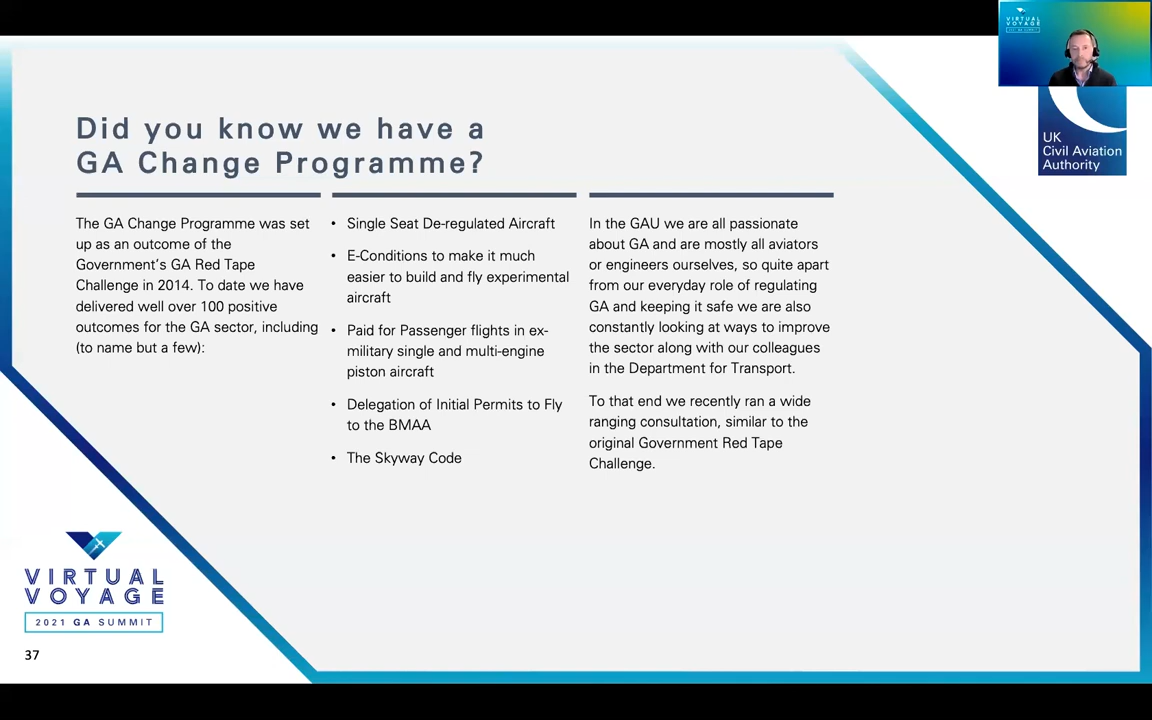 VIRTUAL
VOYAGE
UK
Civil Aviation
Authority
Did you know we have a
GA Change Programme?
The GA Change Programme was set
up as an outcome of the
Government's GA Red Tape
Challenge in 2014. To date we have
delivered well over 100 positive
outcomes for the GA sector, including
(to name but a few):
• Single Seat De-regulated Aircraft
• E-Conditions to make it much
easier to build and fly experimental
aircraft
• Paid for Passenger flights in ex-
military single and multi-engine
piston aircraft
• Delegation of Initial Permits to Fly
to the BMAA
• The Skyway Code
In the GAU we are all passionate
about GA and are mostly all aviators
or engineers ourselves, so quite apart
from our everyday role of regulating
GA and keeping it safe we are also
constantly looking at ways to improve
the sector along with our colleagues
in the Department for Transport.
To that end we recently ran a wide
ranging consultation, similar to the
original Government Red Tape
Challenge.
VIRTUAL
VOYAGE
2021 GA SUMMIT
37